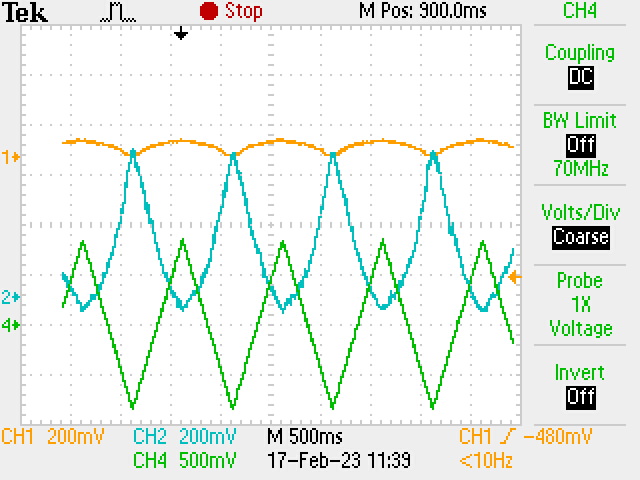 Tek Stop M Pos: 900.0ms CH4
Coupling
DC
BW Limit
Off
70MHz
Volts/Div
Coarse
Probe
1X
Voltage
Invert
Off
1
2
4
CH1 200mV CH2 200mV M 500ms CH1 -480mV
CH4 500mV 17-Feb-23 11:39 <10Hz